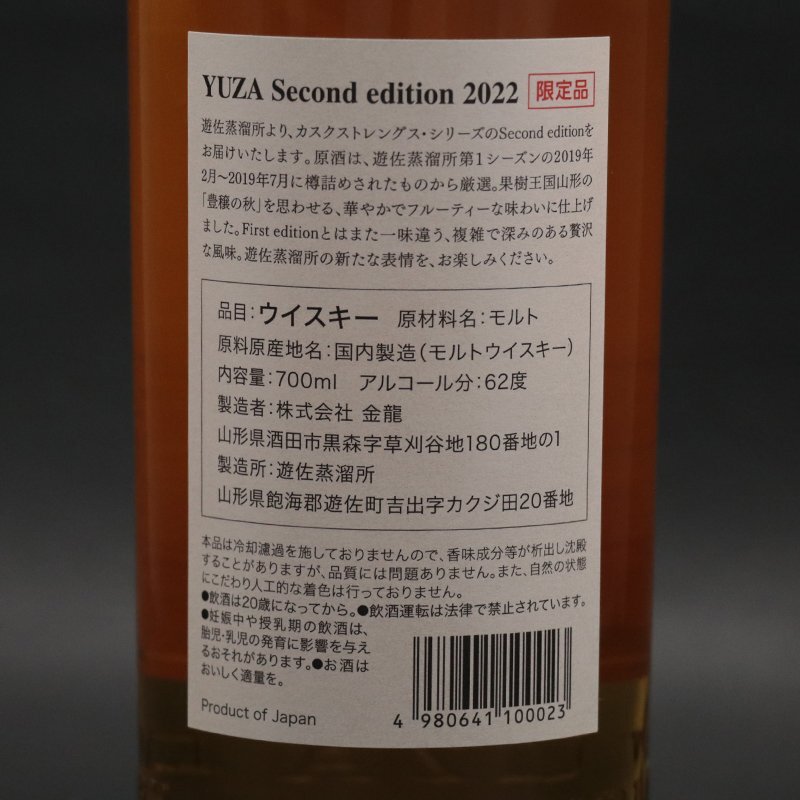 YUZA Second edition 2022 限定品
遊佐蒸溜所より、カスクストレングス・シリーズのSecond editionを
お届けいたします。原酒は、遊佐蒸溜所第1シーズンの2019年
2月〜2019年7月に樽詰めされたものから厳選。果樹王国山形の
「豊穣の秋」を思わせる、華やかでフルーティーな味わいに仕上げ
ました。First editionとはまた一味違う、複雑で深みのある贅沢
な風味。遊佐蒸溜所の新たな表情を、お楽しみください。
品目：ウイスキー 原材料名：モルト
原料原産地名：国内製造（モルトウイスキー）
内容量：700ml アルコール分：62度
製造者：株式会社 金龍
山形県酒田市黒森字草刈谷地180番地の1
製造所：遊佐蒸溜所
山形県飽海郡遊佐町吉出字カクジ田20番地
本品は冷却濾過を施しておりませんので、香味成分等が析出し沈殿
することがありますが、品質には問題ありません。また、自然の状態
にこだわり人工的な着色は行っておりません。
●飲酒は20歳になってから。●飲酒運転は法律で禁止されています。
●妊娠中や授乳期の飲酒は、
胎児・乳児の発育に影響を与え
るおそれがあります。●お酒は
おいしく適量を。
Product of Japan
4 980641 100023